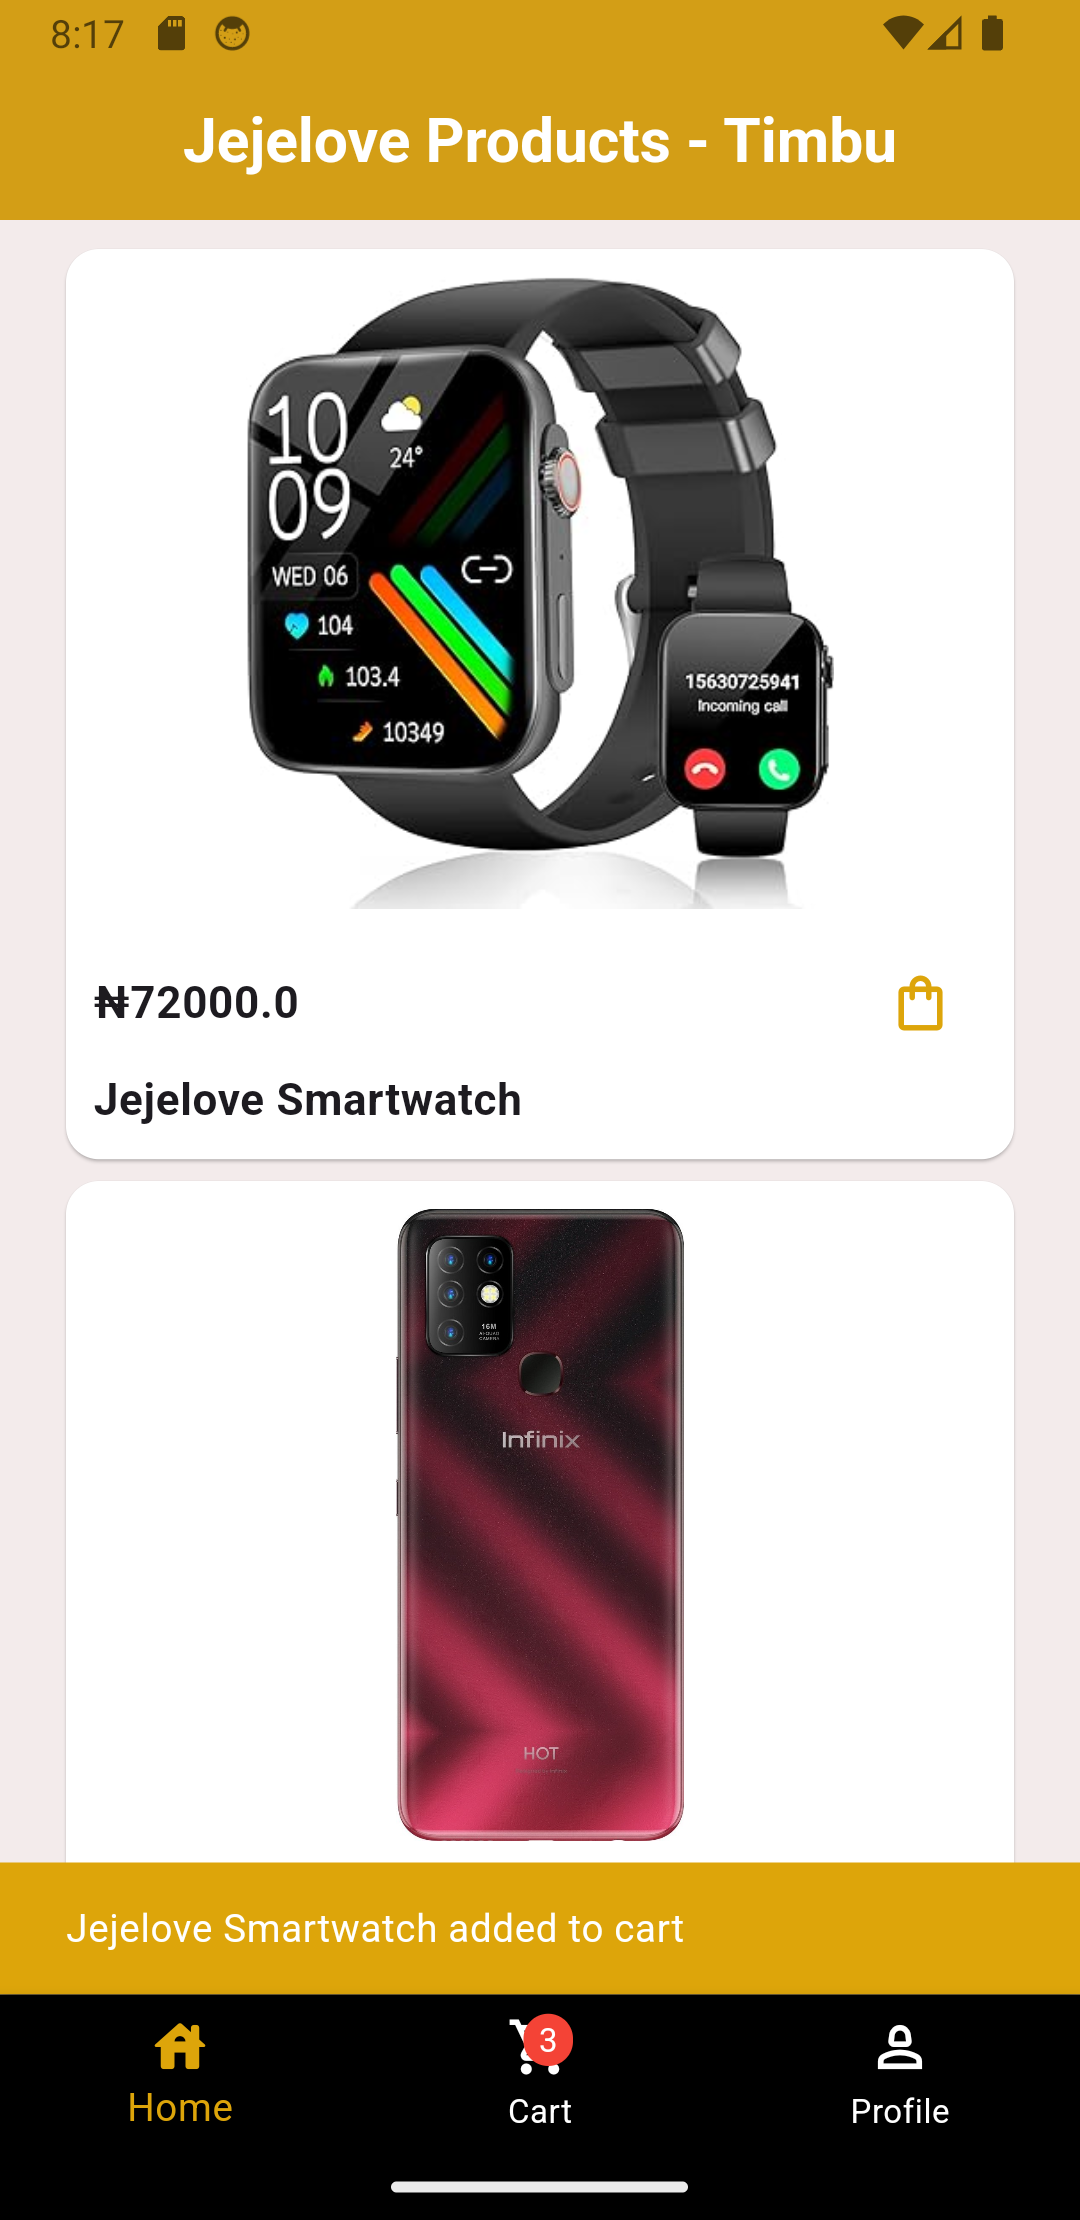 8:17
Jejelove Products - Timbu
10
09
24°
WED 06
104
103.4
10349
15630725941
Incoming call
₦72000.0
Jejelove Smartwatch
16M
Infinix
HOT
Jejelove Smartwatch added to cart
3
Home
Cart
Profile